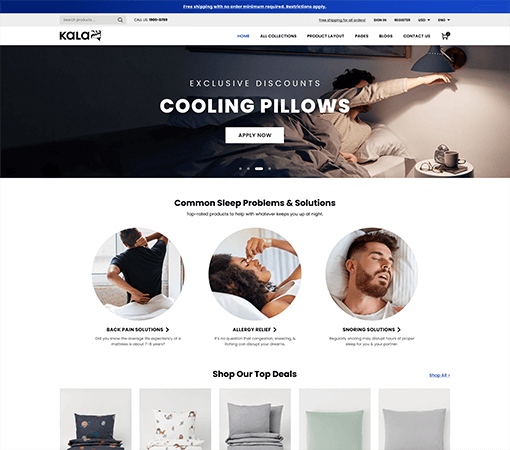 Free shipping with no order minimum required. Restrictions apply.
Search products ...
CALL US: 1900-0788
Free shipping for all orders!
SIGN IN
REGISTER
USD
ENG
KALA
HOME
ALL COLLECTIONS
PRODUCT LAYOUT
PAGES
BLOGS
CONTACT US
EXCLUSIVE DISCOUNTS
COOLING PILLOWS
APPLY NOW
Common Sleep Problems & Solutions
Top-rated products to help with whatever keeps you up at night.
BACK PAIN SOLUTIONS
Did you know the average life expectancy of a
mattress is about 7-8 years?
ALLERGY RELIEF
It's no question that congestion, sneezing, &
itching can disrupt your dreams.
SNORING SOLUTIONS
Regularly snoring may disrupt hours of proper
sleep for you & your partner.
Shop Our Top Deals
Shop All >